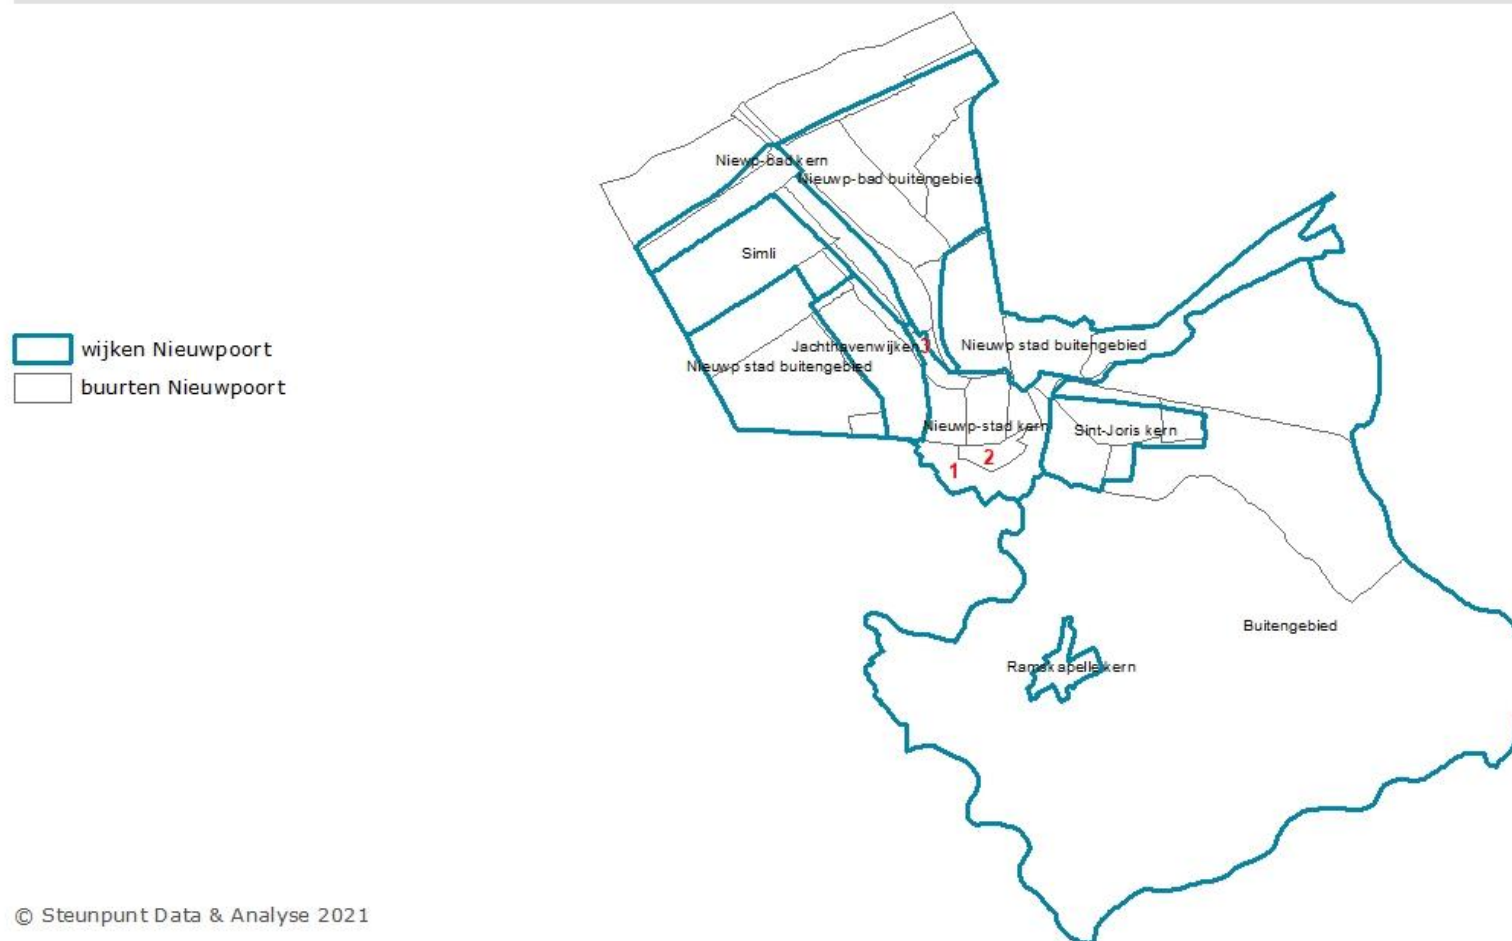 Niewp-bad kern
Nieuwp-bad buitengebied
Simli
wijken Nieuwpoort
buurten Nieuwpoort
Jachthavenwijken
3
Nieuwp stad buitengebied
Nieuwp stad buitengebied
Nieuwp-stad kern
Sint-Joris kern
1
2
Buitengebied
Ramskapelle kern
© Steunpunt Data & Analyse 2021